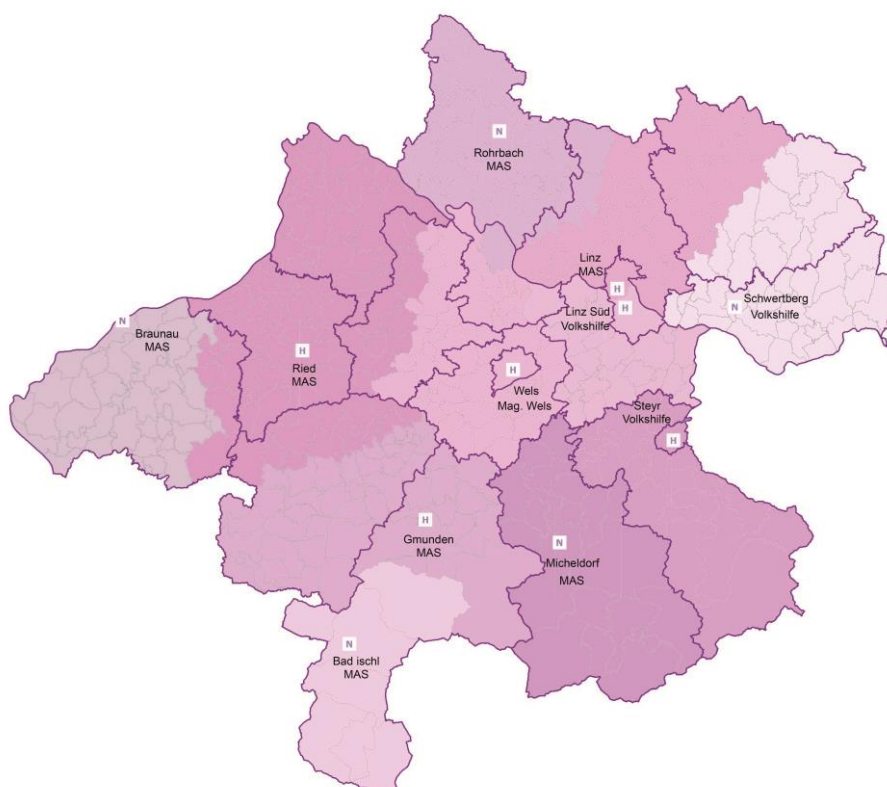 N
Rohrbach
MAS
Linz
MAS
H
Linz Süd
Volkshilfe
H
N
Schwertberg
Volkshilfe
N
Braunau
MAS
H
Ried
MAS
H
Wels
Mag. Wels
Steyr
Volkshilfe
H
H
Gmunden
MAS
N
Micheldorf
MAS
N
Bad ischl
MAS